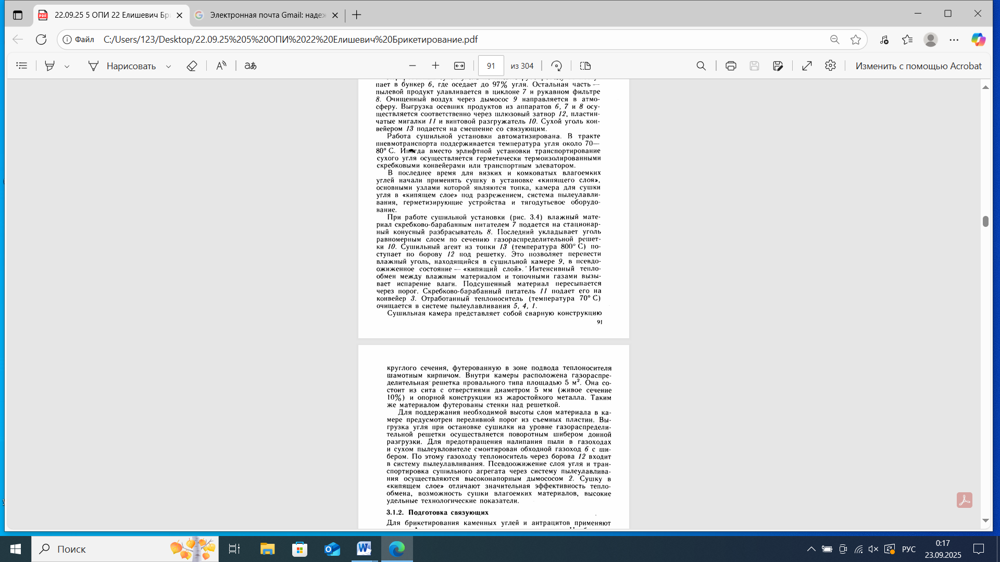 22.09.25 5 ОПИ 22 Елишевич Бр
Электронная почта Gmail: надеж
Файл C:/Users/123/Desktop/22.09.25%205%20ОПИ%2022%20Елишевич%20Брикетирование.pdf
Нарисовать
91 из 304
Изменить с помощью Acrobat
пает в бункер 6, где оседает до 97% угля. Остальная часть —
пылевой продукт улавливается в циклоне 7 и рукавном фильтре
8. Очищенный воздух через дымосос 9 направляется в атмо-
сферу. Выгрузка осевших продуктов из аппаратов 6, 7 и 8 осу-
ществляется соответственно через шлюзовый затвор 12, пластин-
чатые мигалки 11 и винтовой разгружатель 10. Сухой уголь кон-
вейером 13 подается на смешение со связующим.
Работа сушильной установки автоматизирована. В тракте
пневмотранспорта поддерживается температура угля около 70—
80° С. Иногда вместо эрлифтной установки транспортирование
сухого угля осуществляется герметически термоизолированными
скребковыми конвейерами или транспортным элеватором.
В последнее время для вязких и комковатых влагоемких
углей начали применять сушку в установке «кипящего слоя»,
основными узлами которой являются топка, камера для сушки
угля в «кипящем слое» под разрежением, система пылеулавли-
вания, герметизирующие устройства и тягодутьевое оборудо-
вание.
При работе сушильной установки (рис. 3.4) влажный мате-
риал скребково-барабанным питателем 7 подается на стационар-
ный конусный разбрасыватель 8. Последний укладывает уголь
равномерным слоем по сечению газораспределительной решет-
ки 10. Сушильный агент из топки 13 (температура 800° С) по-
ступает по борову 12 под решетку. Это позволяет перевести
влажный уголь, находящийся в сушильной камере 9, в псевдо-
ожиженное состояние — «кипящий слой». Интенсивный тепло-
обмен между влажным материалом и топочными газами вызы-
вает испарение влаги. Подсушенный материал пересыпается
через порог. Скребково-барабанный питатель 11 подает его на
конвейер 3. Отработанный теплоноситель (температура 70° С)
очищается в системе пылеулавливания 5, 4, 1.
Сушильная камера представляет собой сварную конструкцию
91
круглого сечения, футерованную в зоне подвода теплоносителя
шамотным кирпичом. Внутри камеры расположена газораспре-
делительная решетка провального типа площадью 5 м². Она со-
стоит из сита с отверстиями диаметром 5 мм (живое сечение
10%) и опорной конструкции из жаростойкого металла. Таким
же материалом футерованы стенки над решеткой.
Для поддержания необходимой высоты слоя материала в ка-
мере предусмотрен переливной порог из съемных пластин. Вы-
грузка угля при остановке сушилки на уровне газораспредели-
тельной решетки осуществляется поворотным шибером донной
разгрузки. Для предотвращения налипания пыли в газоходах
и сухом пылеувловителе смонтирован обходной газоход 6 с ши-
бером. По этому газоходу теплоноситель через борова 12 входит
в систему пылеулавливания. Псевдоожижение слоя угля и тран-
спортировка сушильного агрегата через систему пылеулавлива-
ния осуществляются высоконапорным дымососом 2. Сушку в
«кипящем слое» отличают значительная эффективность тепло-
обмена, возможность сушки влагоемких материалов, высокие
удельные технологические показатели.
3.1.2. Подготовка связующих
Для брикетирования каменных углей и антрацитов применяют
Поиск
РУС
0:17
23.09.2025